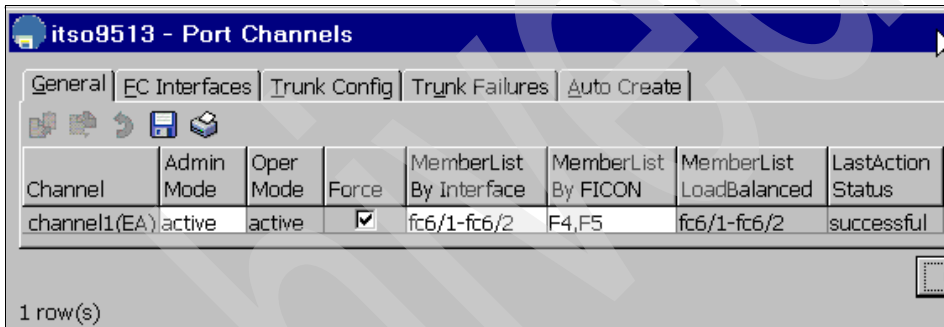 itso9513 - Port Channels
General FC Interfaces Trunk Config Trunk Failures Auto Create
Channel Admin Mode Oper Mode Force MemberList By Interface MemberList By FICON MemberList LoadBalanced LastAction Status
channel1(EA) active active fc6/1-fc6/2 F4,F5 fc6/1-fc6/2 successful
1 row(s)